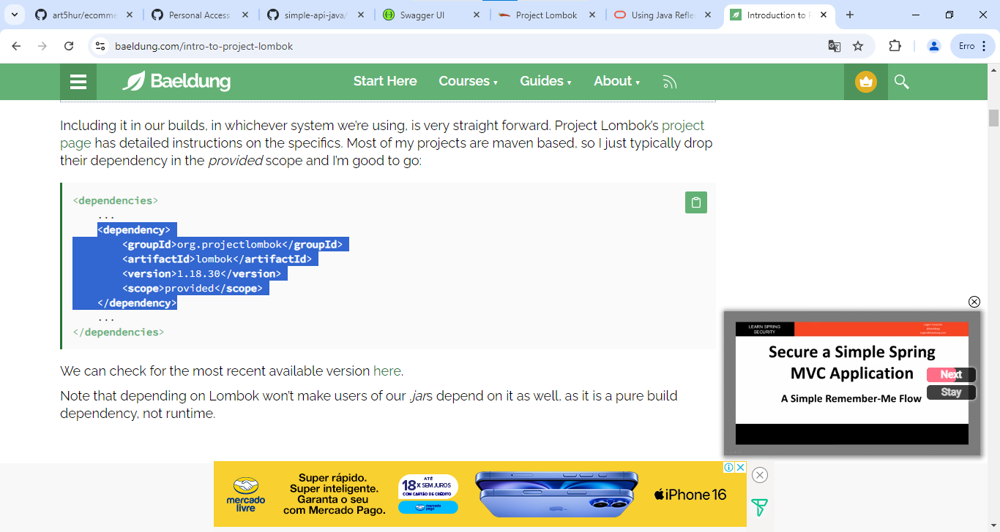 art5hur/ecomme
Personal Access
simple-api-java/
Swagger UI
Project Lombok
Using Java Refle
Introduction to P
baeldung.com/intro-to-project-lombok
Erro
Baeldung
Start Here
Courses
Guides
About
Including it in our builds, in whichever system we’re using, is very straight forward. Project Lombok’s project
page has detailed instructions on the specifics. Most of my projects are maven based, so I just typically drop
their dependency in the provided scope and I’m good to go:
<dependencies>
...
<dependency>
<groupId>org.projectlombok</groupId>
<artifactId>lombok</artifactId>
<version>1.18.30</version>
<scope>provided</scope>
</dependency>
...
</dependencies>
We can check for the most recent available version here.
Note that depending on Lombok won’t make users of our .jars depend on it as well, as it is a pure build
dependency, not runtime.
LEARN SPRING
SECURITY
Secure a Simple Spring
MVC Application
A Simple Remember-Me Flow
Next
Stay
mercado
livre
Super rápido.
Super inteligente.
Garanta o seu
com Mercado Pago.
ATÉ
18X SEM JUROS
COM CARTÃO DE CRÉDITO
mercado
pago
iPhone 16